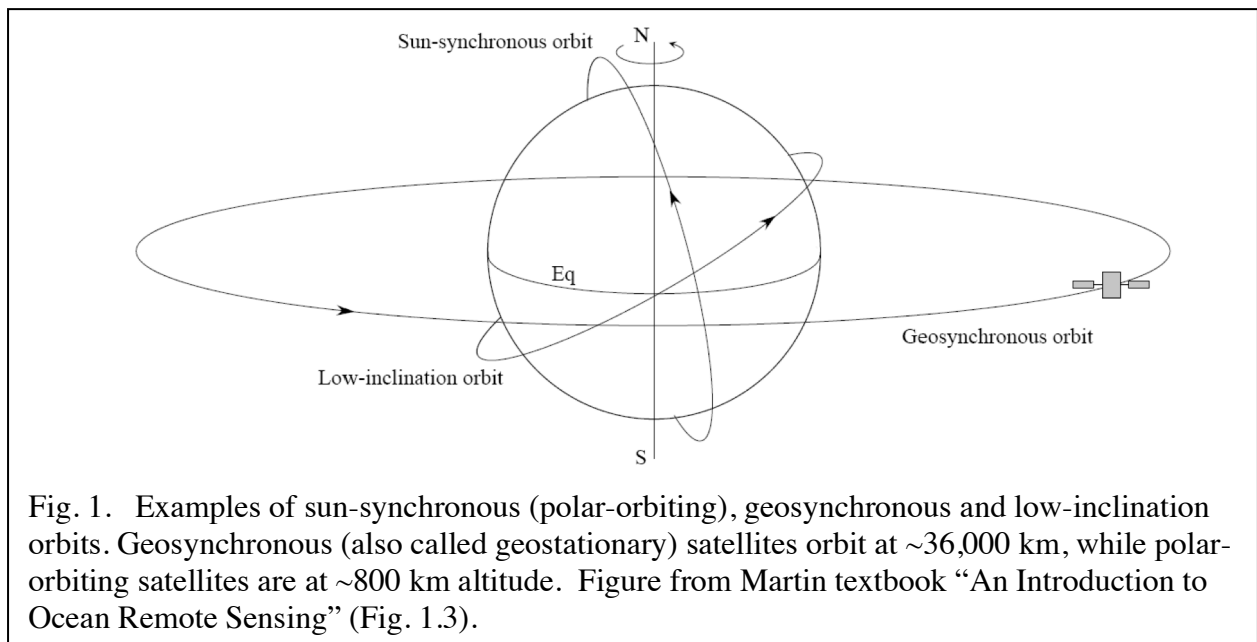 Sun-synchronous orbit
N
Eq
Geosynchronous orbit
Low-inclination orbit
S
Fig. 1. Examples of sun-synchronous (polar-orbiting), geosynchronous and low-inclination
orbits. Geosynchronous (also called geostationary) satellites orbit at ~36,000 km, while polar-
orbiting satellites are at ~800 km altitude. Figure from Martin textbook “An Introduction to
Ocean Remote Sensing” (Fig. 1.3).